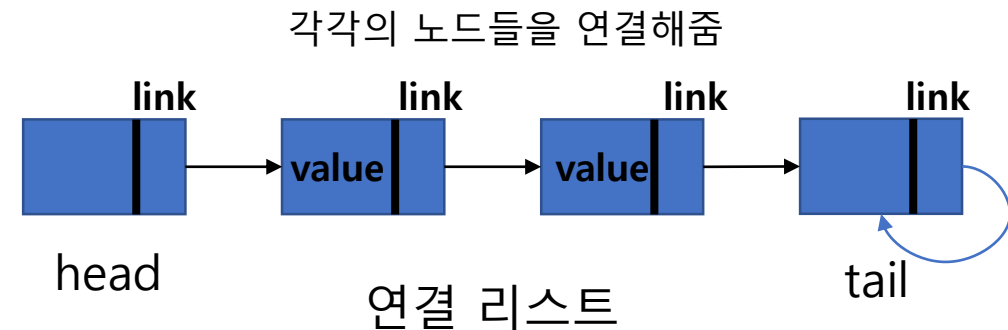 각각의 노드들을 연결해줌
link link link link
value value
head tail
연결 리스트